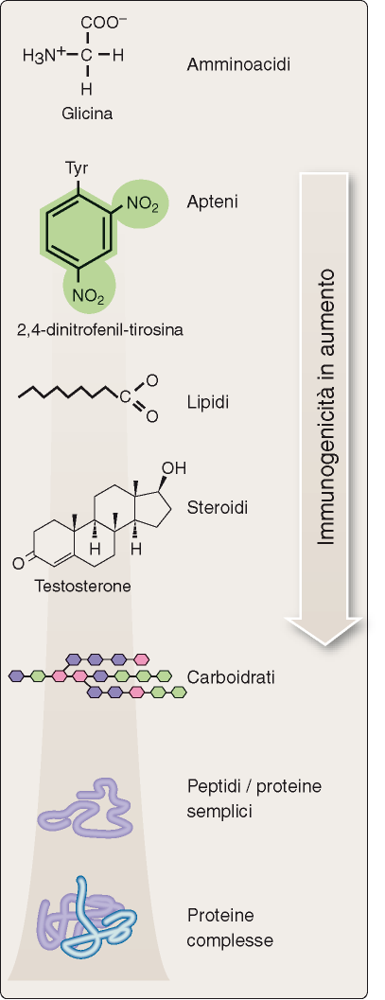 COO–
H3N+–C–H
H
Glicina
Amminoacidi
Tyr
NO2
NO2
2,4-dinitrofenil-tirosina
Apteni
C
O
O
Lipidi
OH
H
H
O
Testosterone
Steroidi
Carboidrati
Peptidi / proteine
semplici
Proteine
complesse
Immunogenicità in aumento